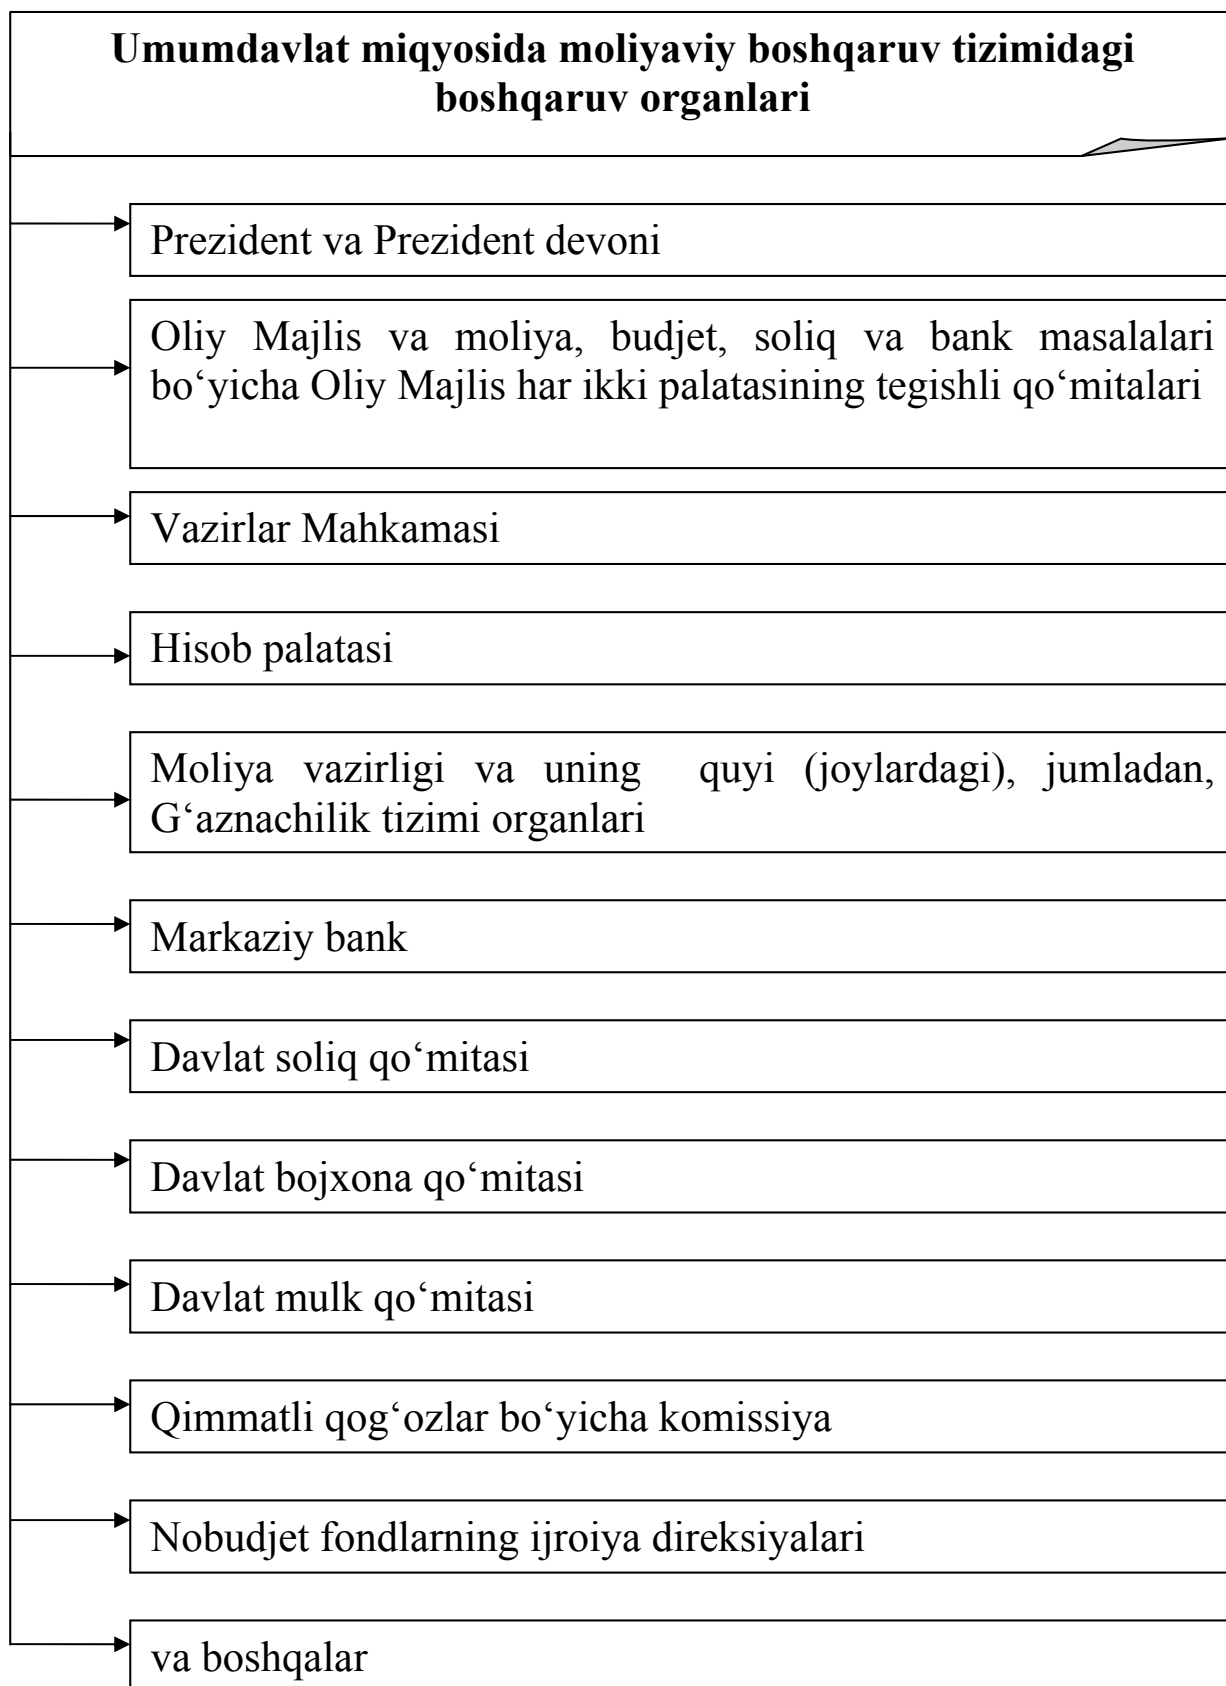 Umumdavlat miqyosida moliyaviy boshqaruv tizimidagi
boshqaruv organlari
Prezident va Prezident devoni
Oliy Majlis va moliya, budjet, soliq va bank masalalari
bo‘yicha Oliy Majlis har ikki palatasining tegishli qo‘mitalari
Vazirlar Mahkamasi
Hisob palatasi
Moliya vazirligi va uning quyi (joylardagi), jumladan,
G‘aznachilik tizimi organlari
Markaziy bank
Davlat soliq qo‘mitasi
Davlat bojxona qo‘mitasi
Davlat mulk qo‘mitasi
Qimmatli qog‘ozlar bo‘yicha komissiya
Nobudjet fondlarning ijroiya direksiyalari
va boshqalar